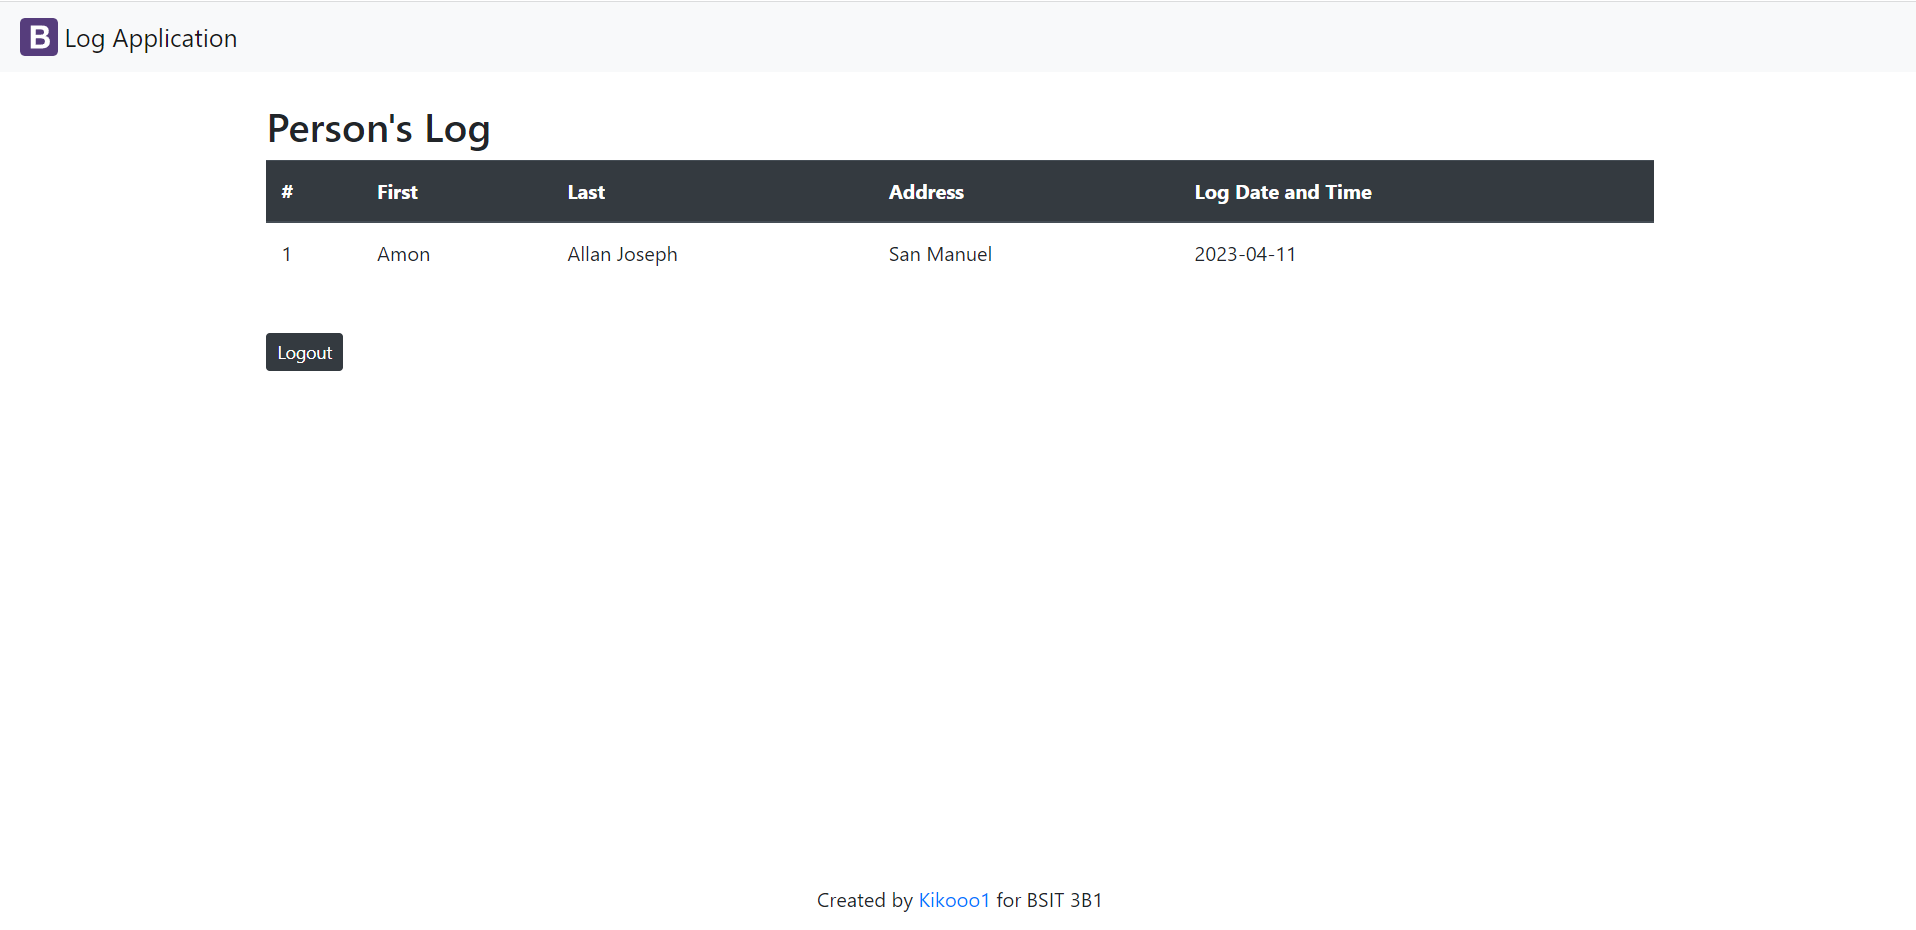 B Log Application
Person's Log
# First Last Address Log Date and Time
1 Amon Allan Joseph San Manuel 2023-04-11
Logout
Created by Kikooo1 for BSIT 3B1